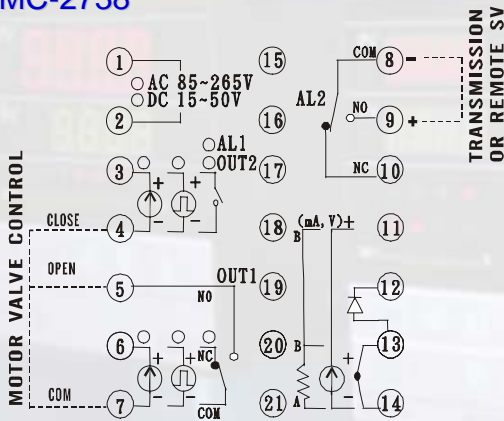 MC-2738
1
2
3
4
5
6
7
15
16
17
18
19
20
21
8
9
10
11
12
13
14
AC 85~265V
DC 15~50V
AL1
OUT2
OUT1
NO
NC
COM
+
−
+
−
+
−
+
−
MOTOR VALVE CONTROL
CLOSE
OPEN
COM
AL2
COM
NO
NC
−
+
TRANSMISSION
OR REMOTE SV
(mA, V)+
B
B
A
+
−